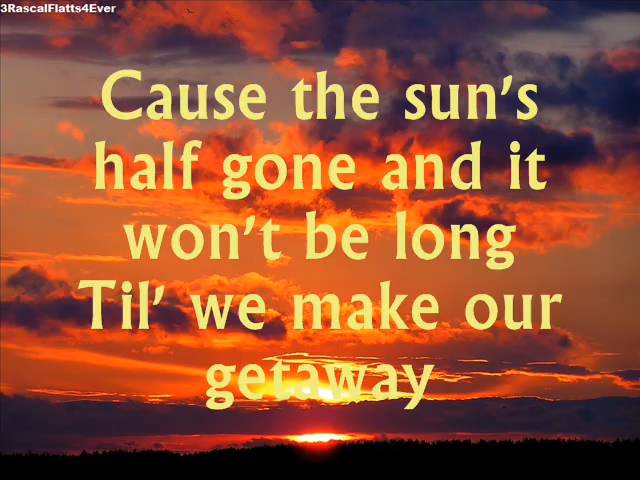 3RascalFlatts4Ever
Cause the sun's
half gone and it
won't be long
Til' we make our
getaway